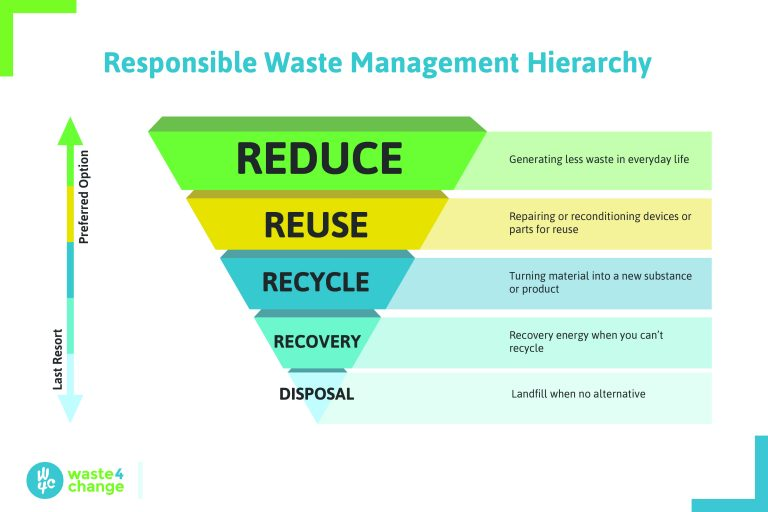 Responsible Waste Management Hierarchy
Preferred Option
Last Resort
REDUCE
Generating less waste in everyday life
REUSE
Repairing or reconditioning devices or
parts for reuse
RECYCLE
Turning material into a new substance
or product
RECOVERY
Recovery energy when you can't
recycle
DISPOSAL
Landfill when no alternative
W4C
waste4
change